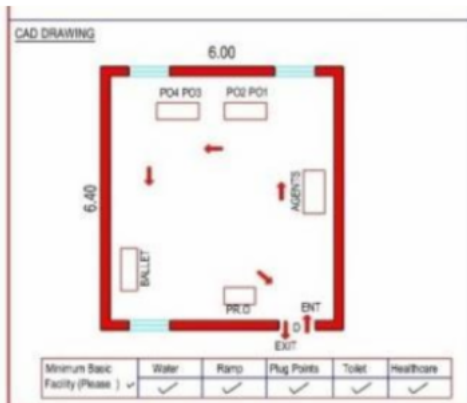 CAD DRAWING
6.00
PO4 PO3 PO2 PO1
6.40
AGENTS
BALLET
PR.O
ENT
D
EXIT
Minimum Basic Water Ramp Plug Points Toilet Healthcare
Facility (Please ) ✓ ✓ ✓ ✓ ✓ ✓